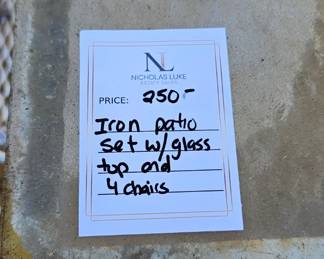 NL
NICHOLAS LUKE
PRICE: 250-
Iron patio
set w/glass
top and
4 chairs